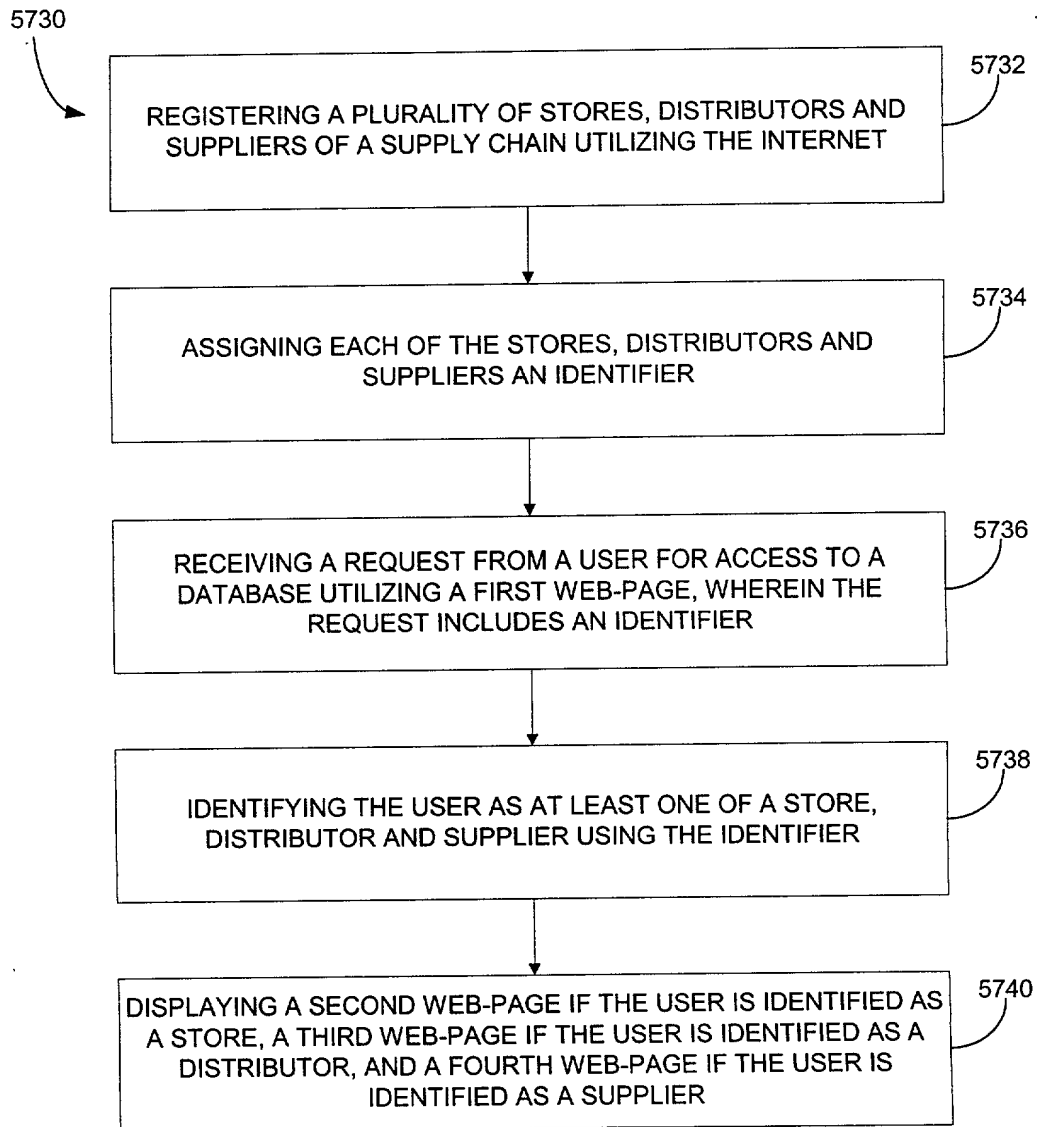 5730
5732
REGISTERING A PLURALITY OF STORES, DISTRIBUTORS AND
SUPPLIERS OF A SUPPLY CHAIN UTILIZING THE INTERNET
5734
ASSIGNING EACH OF THE STORES, DISTRIBUTORS AND
SUPPLIERS AN IDENTIFIER
5736
RECEIVING A REQUEST FROM A USER FOR ACCESS TO A
DATABASE UTILIZING A FIRST WEB-PAGE, WHEREIN THE
REQUEST INCLUDES AN IDENTIFIER
5738
IDENTIFYING THE USER AS AT LEAST ONE OF A STORE,
DISTRIBUTOR AND SUPPLIER USING THE IDENTIFIER
5740
DISPLAYING A SECOND WEB-PAGE IF THE USER IS IDENTIFIED AS
A STORE, A THIRD WEB-PAGE IF THE USER IS IDENTIFIED AS A
DISTRIBUTOR, AND A FOURTH WEB-PAGE IF THE USER IS
IDENTIFIED AS A SUPPLIER